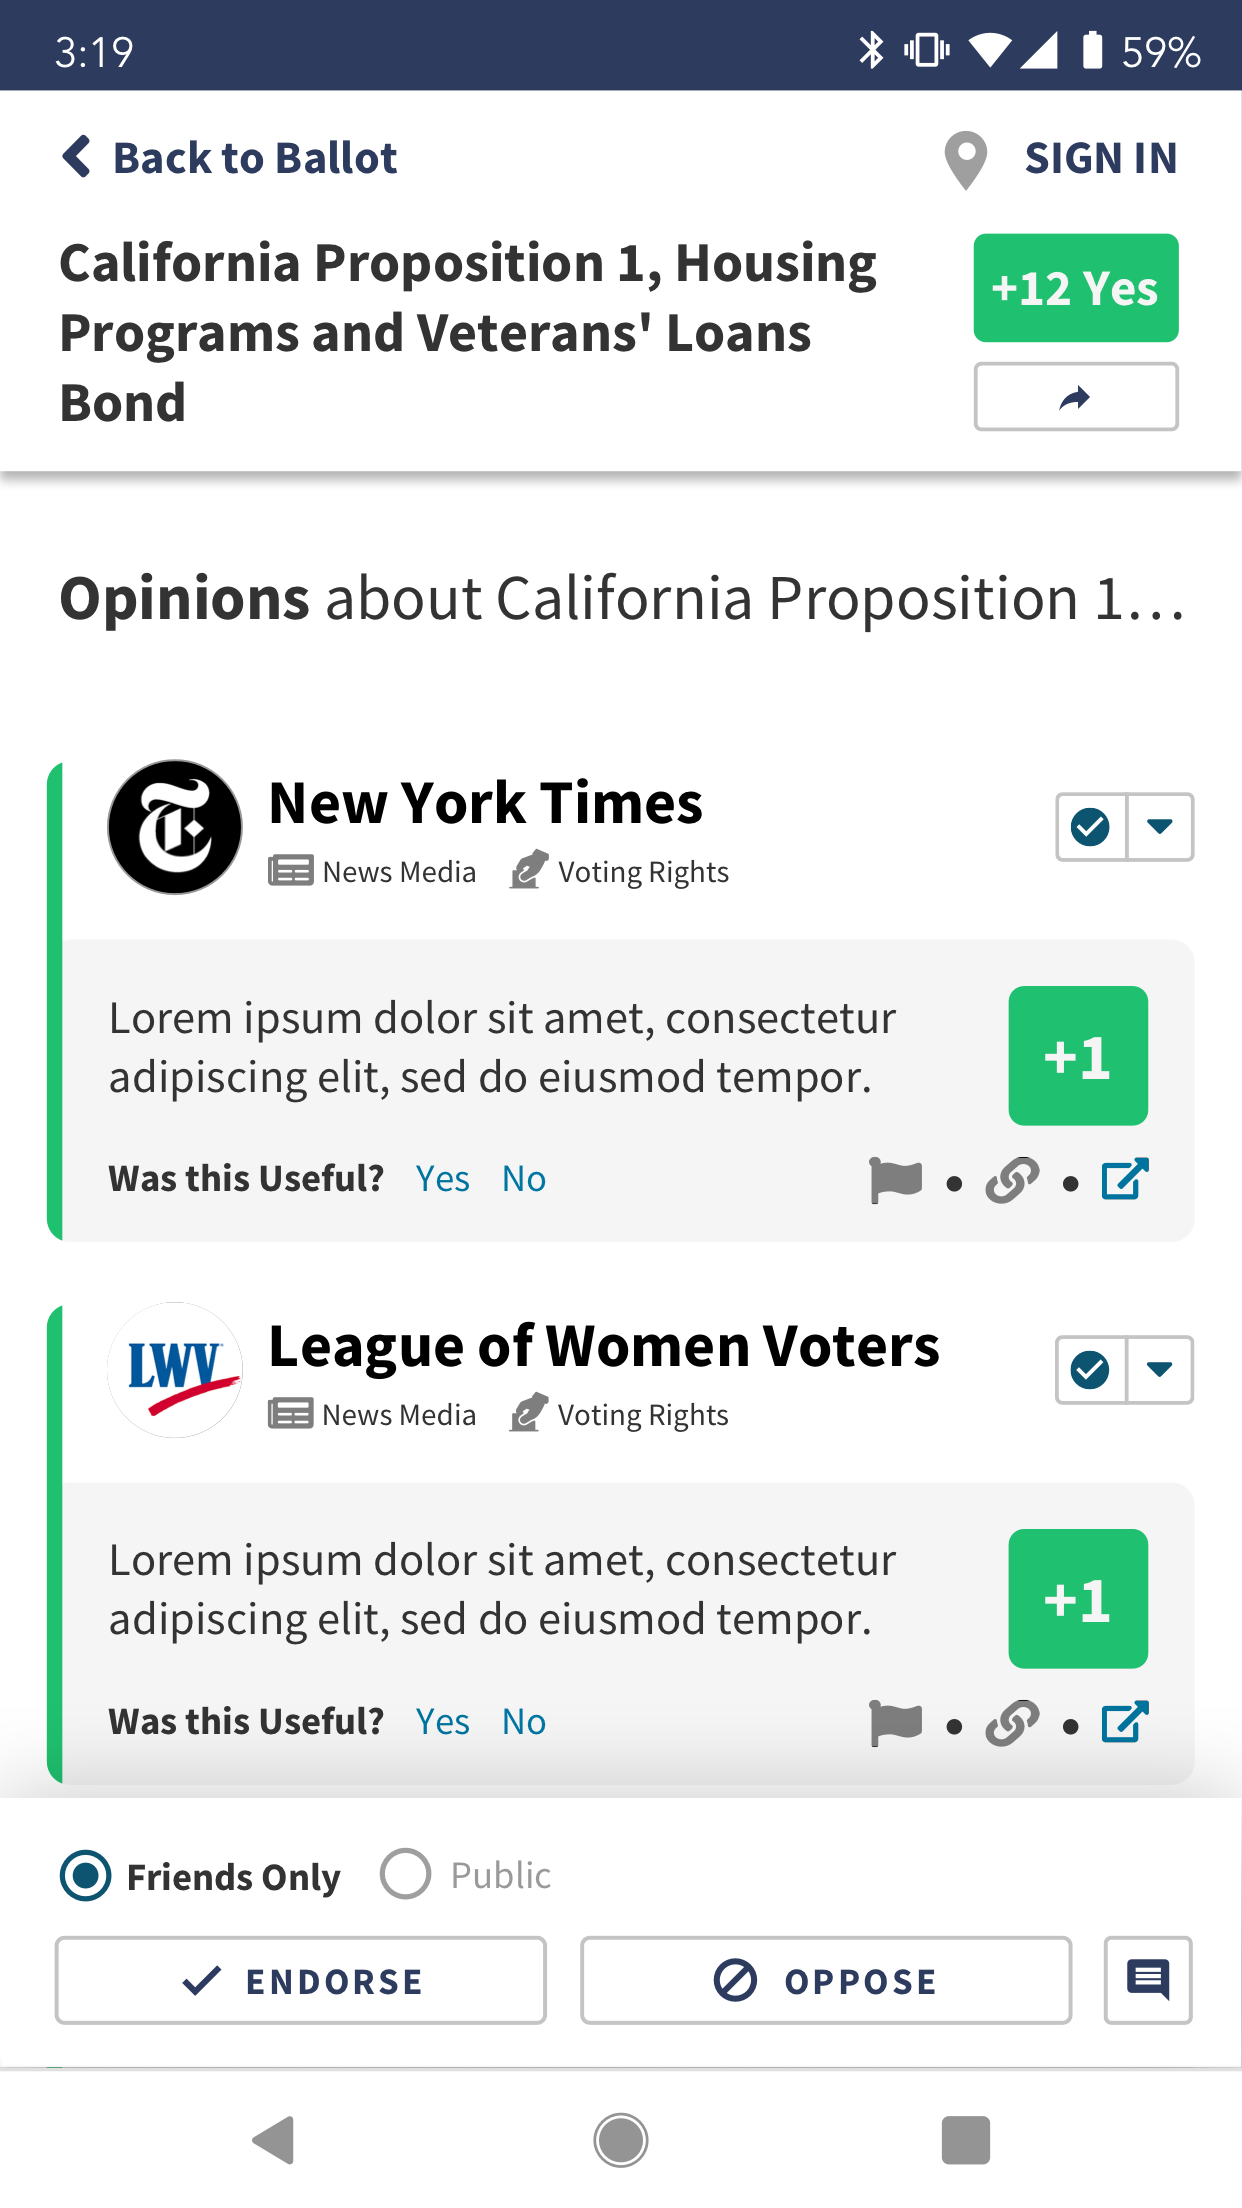 3:19
59%
Back to Ballot
SIGN IN
California Proposition 1, Housing
Programs and Veterans' Loans
Bond
+12 Yes
Opinions about California Proposition 1...
New York Times
News Media
Voting Rights
Lorem ipsum dolor sit amet, consectetur
adipiscing elit, sed do eiusmod tempor.
+1
Was this Useful? Yes No
LWV
League of Women Voters
News Media
Voting Rights
Lorem ipsum dolor sit amet, consectetur
adipiscing elit, sed do eiusmod tempor.
+1
Was this Useful? Yes No
Friends Only
Public
ENDORSE
OPPOSE